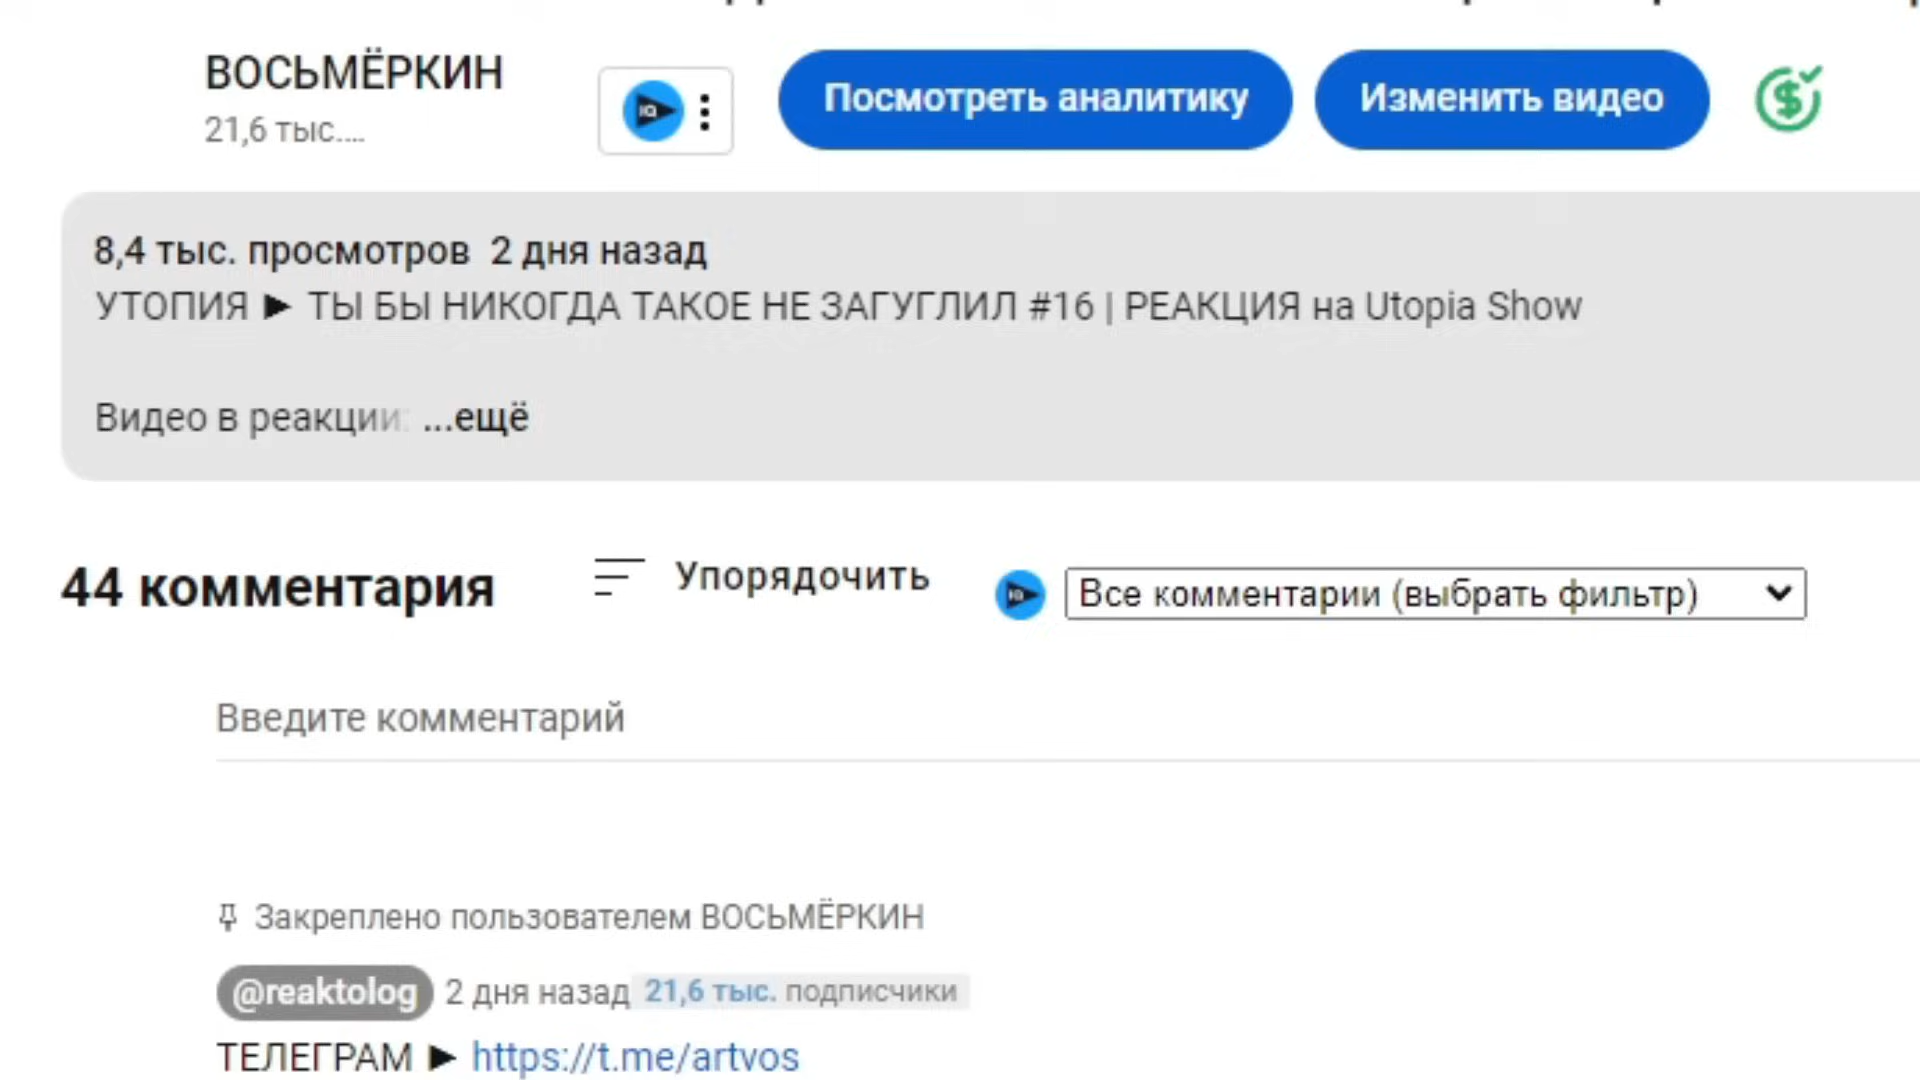 ВОСЬМЁРКИН
21,6 тыс....
Посмотреть аналитику
Изменить видео
8,4 тыс. просмотров 2 дня назад
УТОПИЯ ► ТЫ БЫ НИКОГДА ТАКОЕ НЕ ЗАГУГЛИЛ #16 | РЕАКЦИЯ на Utopia Show
Видео в реакции: ...ещё
44 комментария
Упорядочить
Все комментарии (выбрать фильтр)
Введите комментарий
Закреплено пользователем ВОСЬМЁРКИН
@reaktolog 2 дня назад 21,6 тыс. подписчики
ТЕЛЕГРАМ ► https://t.me/artvos